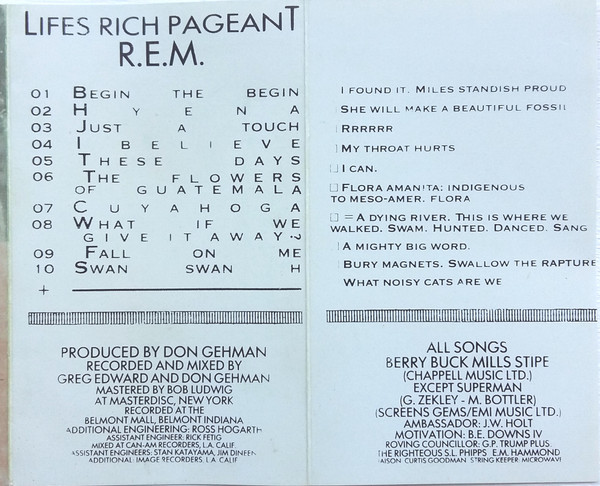 LIFES RICH PAGEANT
R.E.M.
01 BEGIN THE BEGIN
02 HYENA
03 JUST A TOUCH
04 I BELIEVE
05 THESE DAYS
06 THE FLOWERS
OF GUATEMALA
07 CUYAHOGA
08 WHAT IF WE
GIVE IT AWAY?
09 FALL ON ME
10 SWAN SWAN H
+
PRODUCED BY DON GEHMAN
RECORDED AND MIXED BY
GREG EDWARD AND DON GEHMAN
MASTERED BY BOB LUDWIG
AT MASTERDISC, NEW YORK
RECORDED AT THE
BELMONT MALL, BELMONT INDIANA
ADDITIONAL ENGINEERING: ROSS HOGARTH
ASSISTANT ENGINEER: RICK FETIG
MIXED AT CAN-AM RECORDERS, LA. CALIF.
ASSISTANT ENGINEERS: STAN KATAYAMA, JIM DINEEN
ADDITIONAL: IMAGE RECORDERS, LA. CALIF
I FOUND IT. MILES STANDISH PROUD
SHE WILL MAKE A BEAUTIFUL FOSSIL
RRRRRR
MY THROAT HURTS
I CAN.
FLORA AMANITA: INDIGENOUS
TO MESO-AMER. FLORA
= A DYING RIVER. THIS IS WHERE WE
WALKED. SWAM. HUNTED. DANCED. SANG
A MIGHTY BIG WORD.
BURY MAGNETS. SWALLOW THE RAPTURE
WHAT NOISY CATS ARE WE
ALL SONGS
BERRY BUCK MILLS STIPE
(CHAPPELL MUSIC LTD.)
EXCEPT SUPERMAN
(G. ZEKLEY - M. BOTTLER)
(SCREENS GEMS/EMI MUSIC LTD.)
AMBASSADOR: J.W. HOLT
MOTIVATION: B.E. DOWNS IV
ROVING COUNCILOR: G.P. TRUMP PLUS.
THE RIGHTEOUS S.L. PHIPPS E.M. HAMMOND
CURTIS GOODMAN STRING KEEPER: MICROWAVE